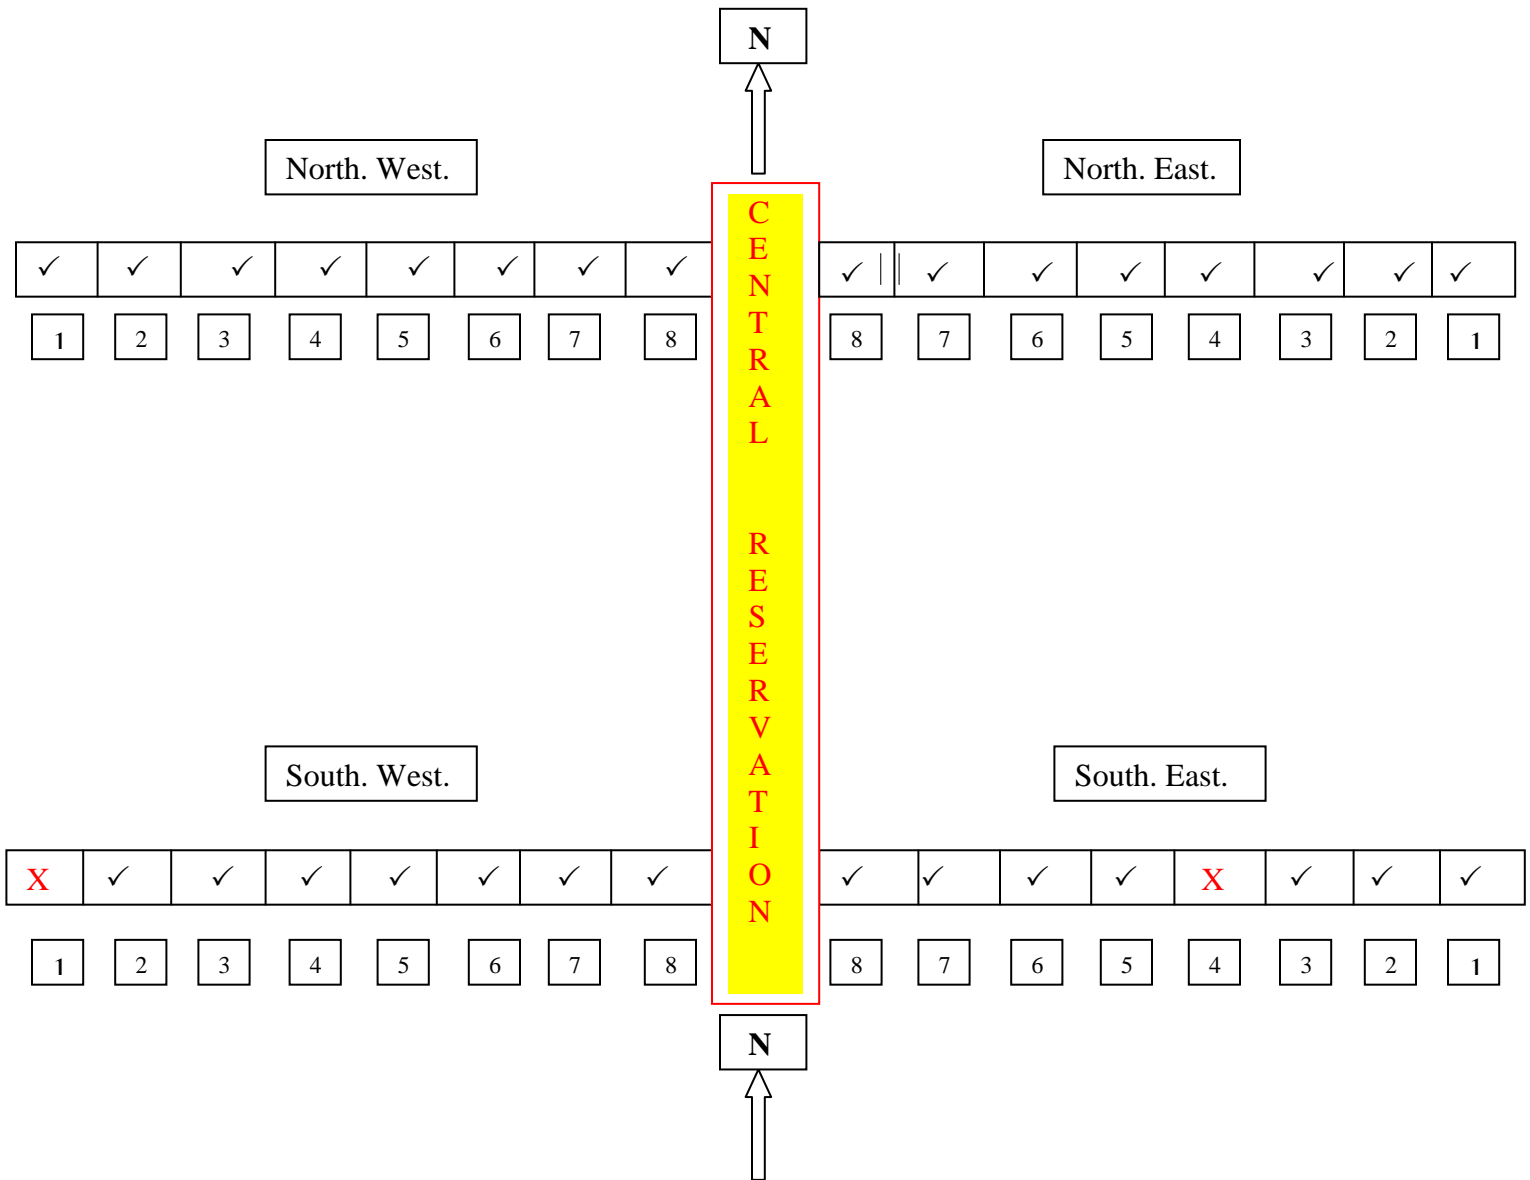 N
North. West.
North. East.
✓ ✓ ✓ ✓ ✓ ✓ ✓ ✓
✓ ✓ ✓ ✓ ✓ ✓ ✓ ✓
1 2 3 4 5 6 7 8
8 7 6 5 4 3 2 1
CENTRAL RESERVATION
South. West.
South. East.
X ✓ ✓ ✓ ✓ ✓ ✓ ✓
✓ ✓ ✓ ✓ X ✓ ✓ ✓
1 2 3 4 5 6 7 8
8 7 6 5 4 3 2 1
N